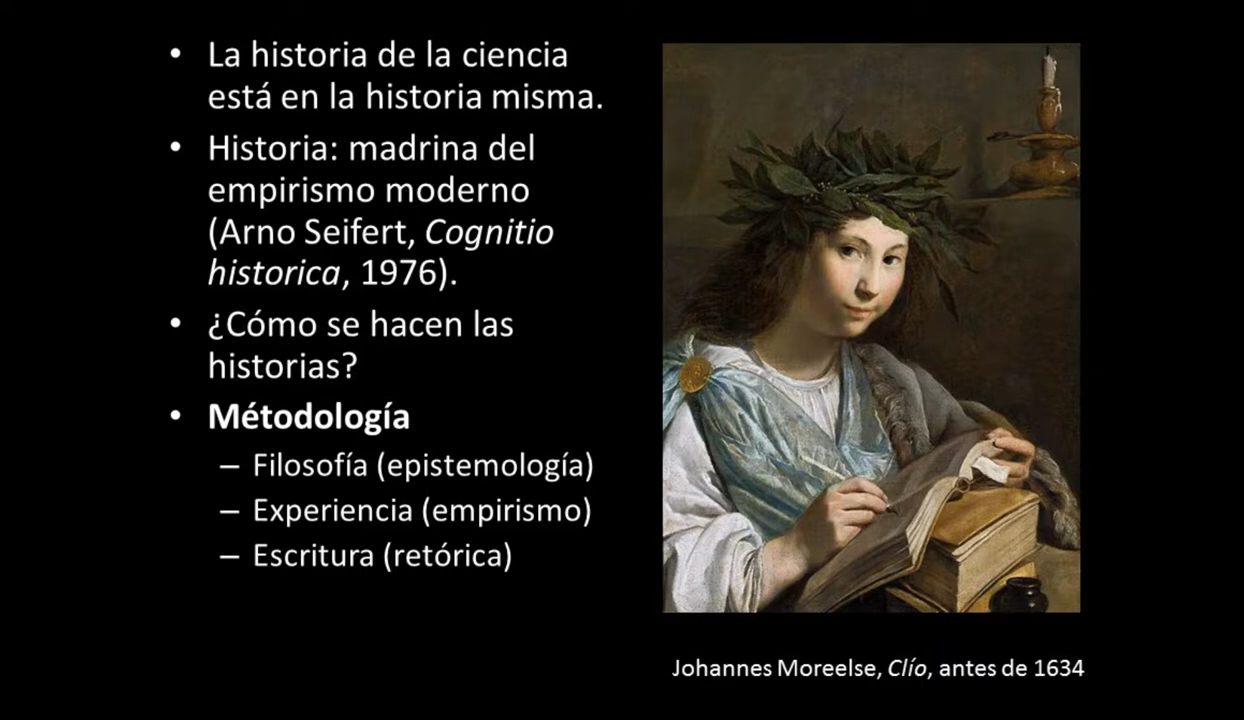 • La historia de la ciencia
está en la historia misma.
• Historia: madrina del
empirismo moderno
(Arno Seifert, Cognitio
historica, 1976).
• ¿Cómo se hacen las
historias?
• Métodología
– Filosofía (epistemología)
– Experiencia (empirismo)
– Escritura (retórica)
Johannes Moreelse, Clío, antes de 1634